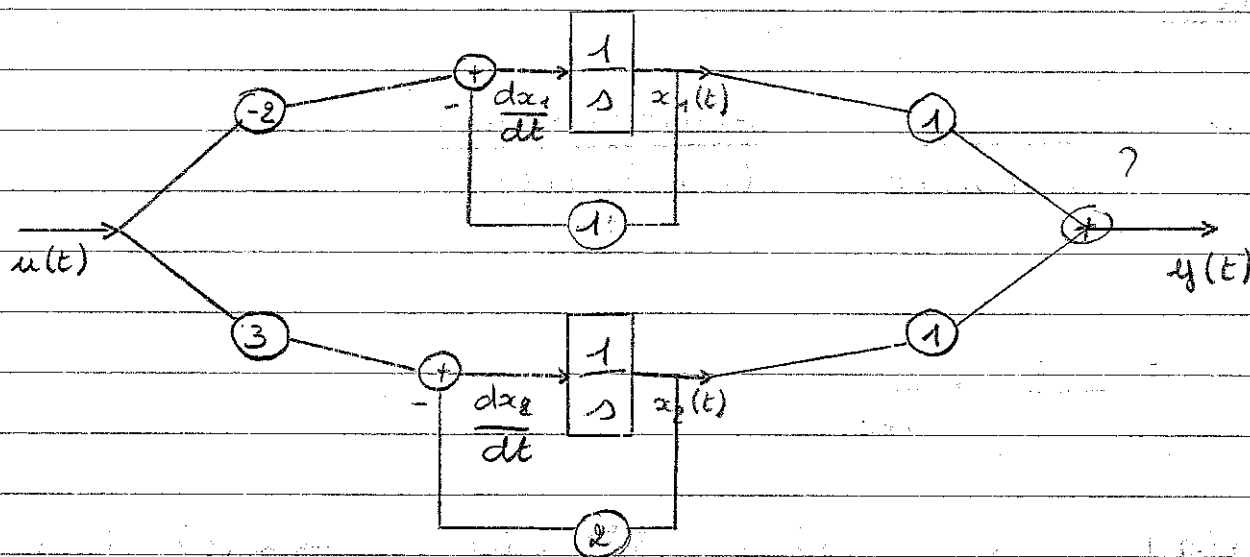 1
-2
+
-
dx₁
dt
s
x₁(t)
1
?
1
+
u(t)
y(t)
3
1
1
+
-
dx₂
dt
s
x₂(t)
2